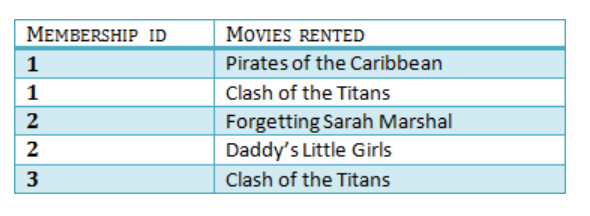 MEMBERSHIP ID MOVIES RENTED
1 Pirates of the Caribbean
1 Clash of the Titans
2 Forgetting Sarah Marshal
2 Daddy's Little Girls
3 Clash of the Titans